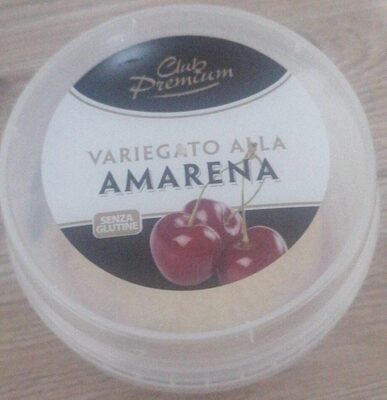 Club
Premium
VARIEGATO ALLA
AMARENA
SENZA
GLUTINE